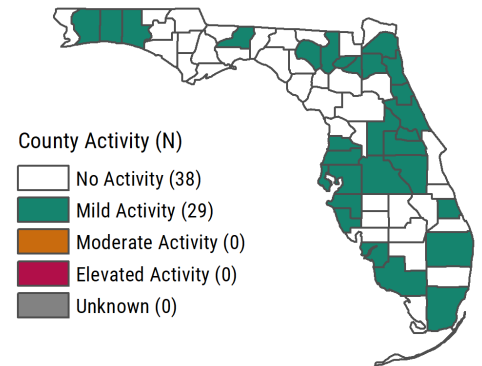 County Activity (N)
No Activity (38)
Mild Activity (29)
Moderate Activity (0)
Elevated Activity (0)
Unknown (0)